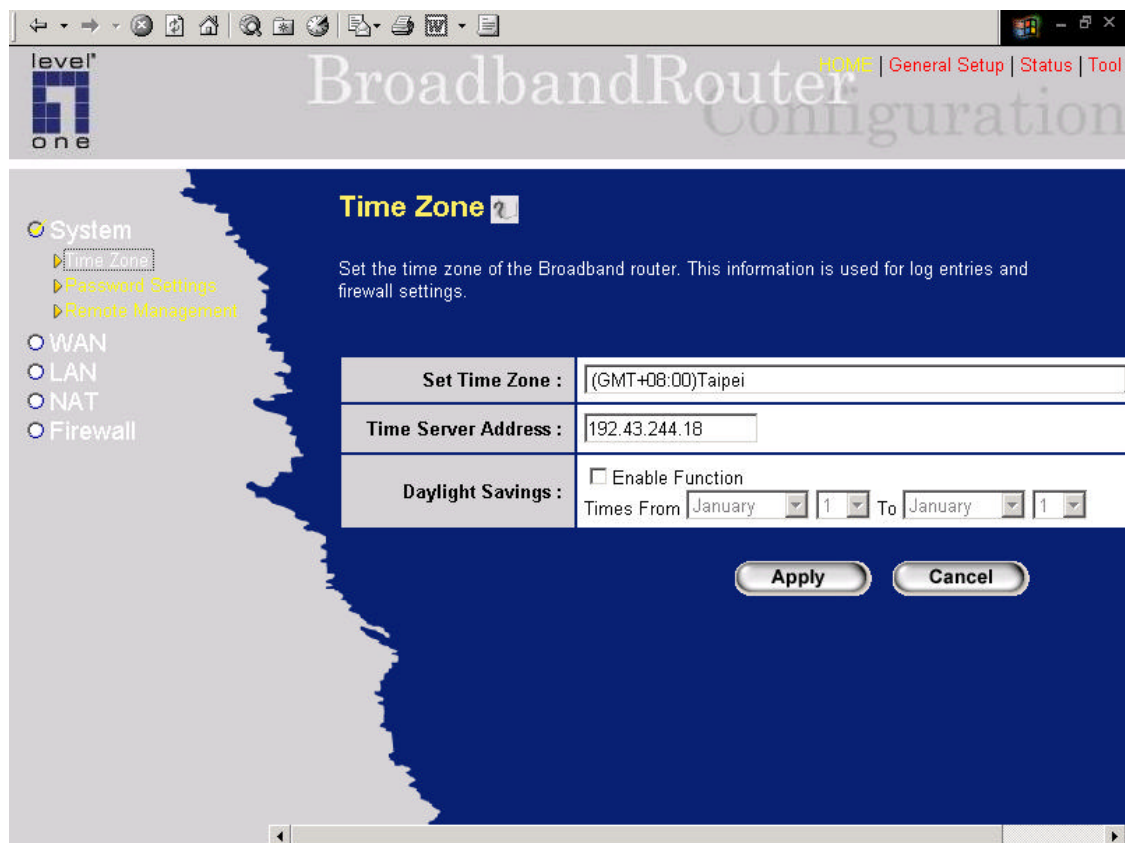 level°
one
BroadbandRouter
Configuration
HOME | General Setup | Status | Tool
System
Time Zone
Password Settings
Remote Management
WAN
LAN
NAT
Firewall
Time Zone
Set the time zone of the Broadband router. This information is used for log entries and
firewall settings.
Set Time Zone : (GMT+08:00)Taipei
Time Server Address : 192.43.244.18
Daylight Savings : Enable Function
Times From January 1 To January 1
Apply Cancel